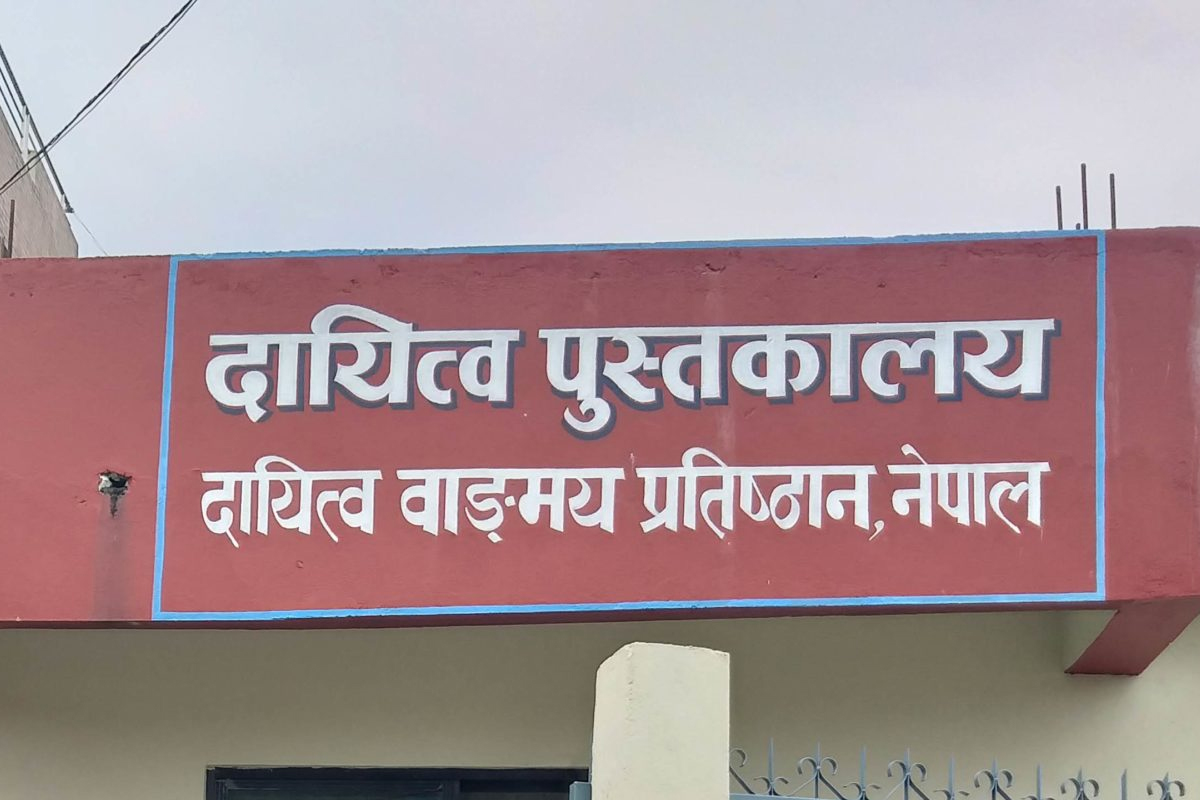 दायित्व पुस्तकालय
दायित्व वाङ्मय प्रतिष्ठान, नेपाल